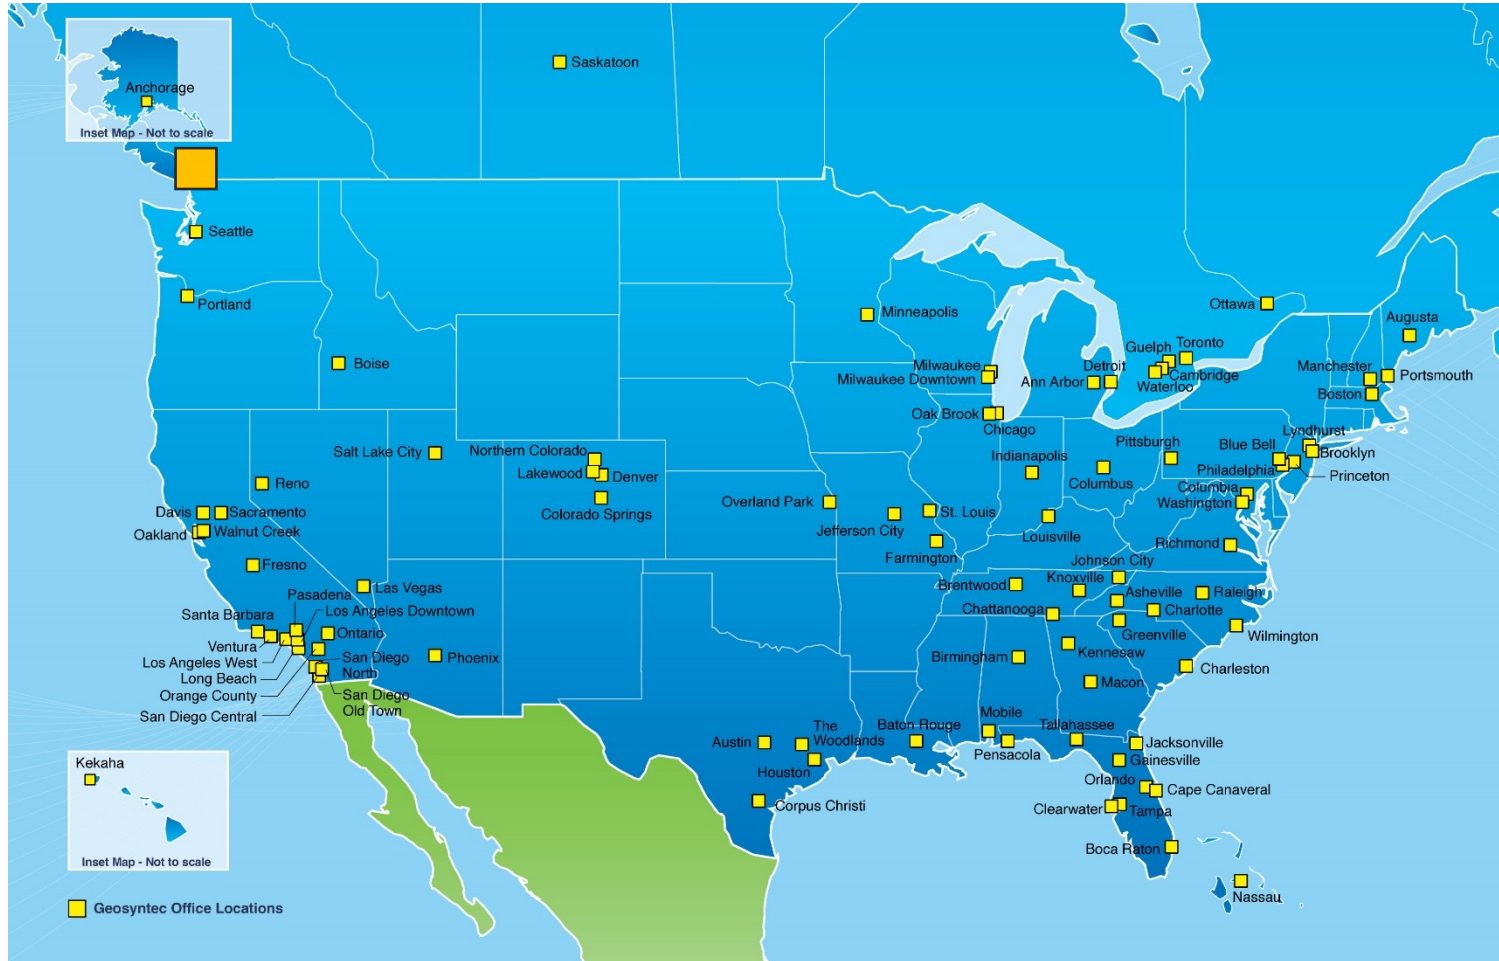 Saskatoon
Anchorage
Inset Map - Not to scale
Seattle
Portland
Boise
Minneapolis
Ottawa
Augusta
Milwaukee
Milwaukee Downtown
Ann Arbor
Detroit
Guelph
Toronto
Cambridge
Waterloo
Manchester
Portsmouth
Boston
Oak Brook
Chicago
Salt Lake City
Northern Colorado
Lakewood
Denver
Colorado Springs
Indianapolis
Columbus
Pittsburgh
Lyndhurst
Blue Bell
Brooklyn
Philadelphia
Princeton
Reno
Overland Park
Columbia
Washington
Davis
Sacramento
Oakland
Walnut Creek
Jefferson City
St. Louis
Louisville
Farmington
Richmond
Fresno
Johnson City
Las Vegas
Brentwood
Knoxville
Asheville
Raleigh
Pasadena
Chattanooga
Charlotte
Santa Barbara
Los Angeles Downtown
Greenville
Wilmington
Ventura
Ontario
Los Angeles West
Kennesaw
Long Beach
San Diego
North
Phoenix
Birmingham
Charleston
Orange County
Macon
San Diego Central
San Diego
Old Town
Austin
The
Woodlands
Houston
Baton Rouge
Mobile
Pensacola
Tallahassee
Jacksonville
Gainesville
Kekaha
Orlando
Cape Canaveral
Corpus Christi
Clearwater
Tampa
Boca Raton
Inset Map - Not to scale
Nassau
Geosyntec Office Locations